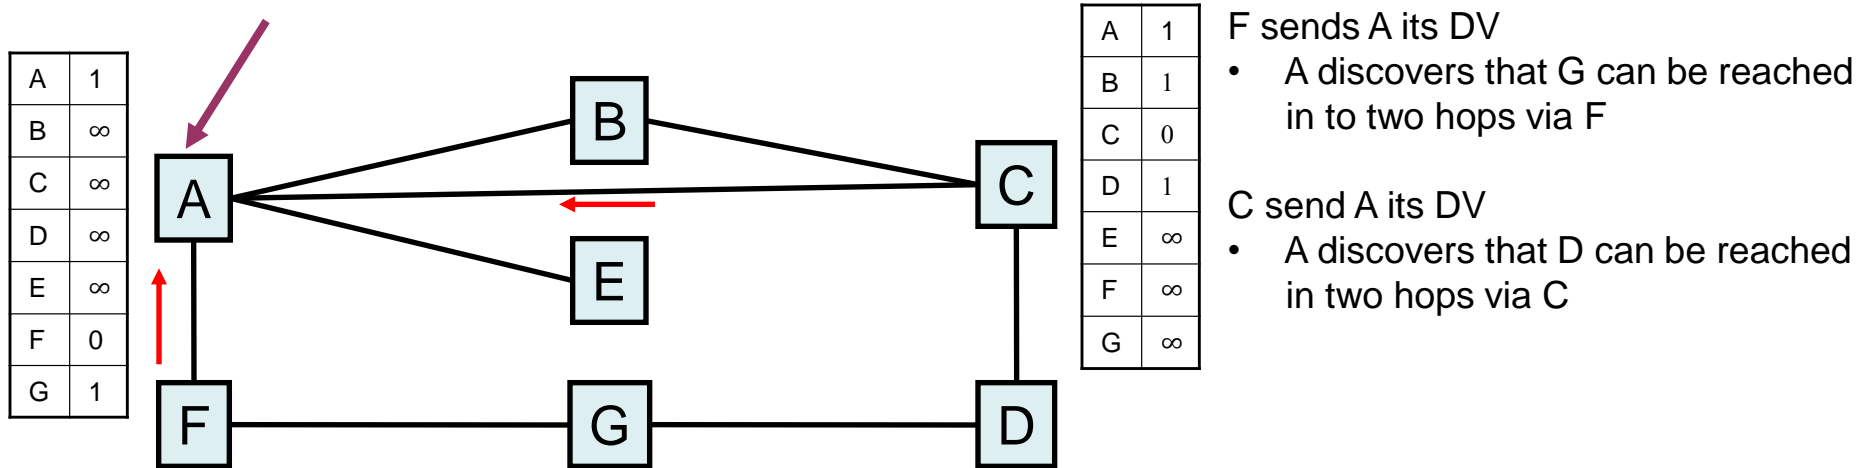 A 1
B ∞
C ∞
D ∞
E ∞
F 0
G 1
A
B
C
E
F
G
D
A 1
B 1
C 0
D 1
E ∞
F ∞
G ∞
F sends A its DV
• A discovers that G can be reached
in to two hops via F
C send A its DV
• A discovers that D can be reached
in two hops via C